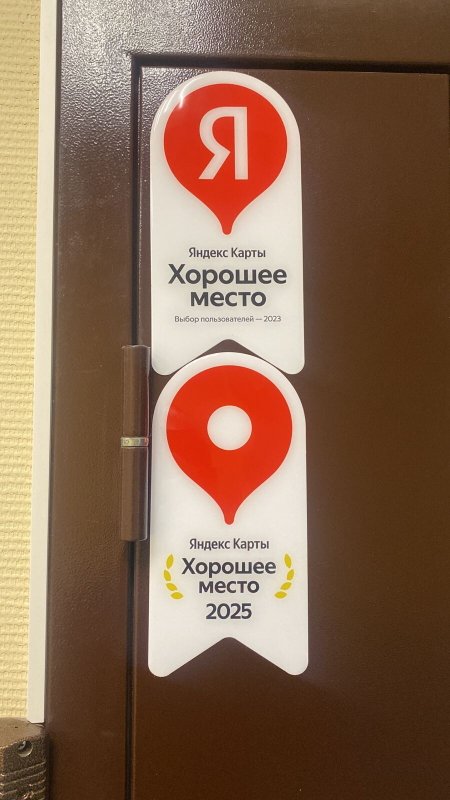 Я
Яндекс Карты
Хорошее
место
Выбор пользователей — 2023
Яндекс Карты
Хорошее
место
2025